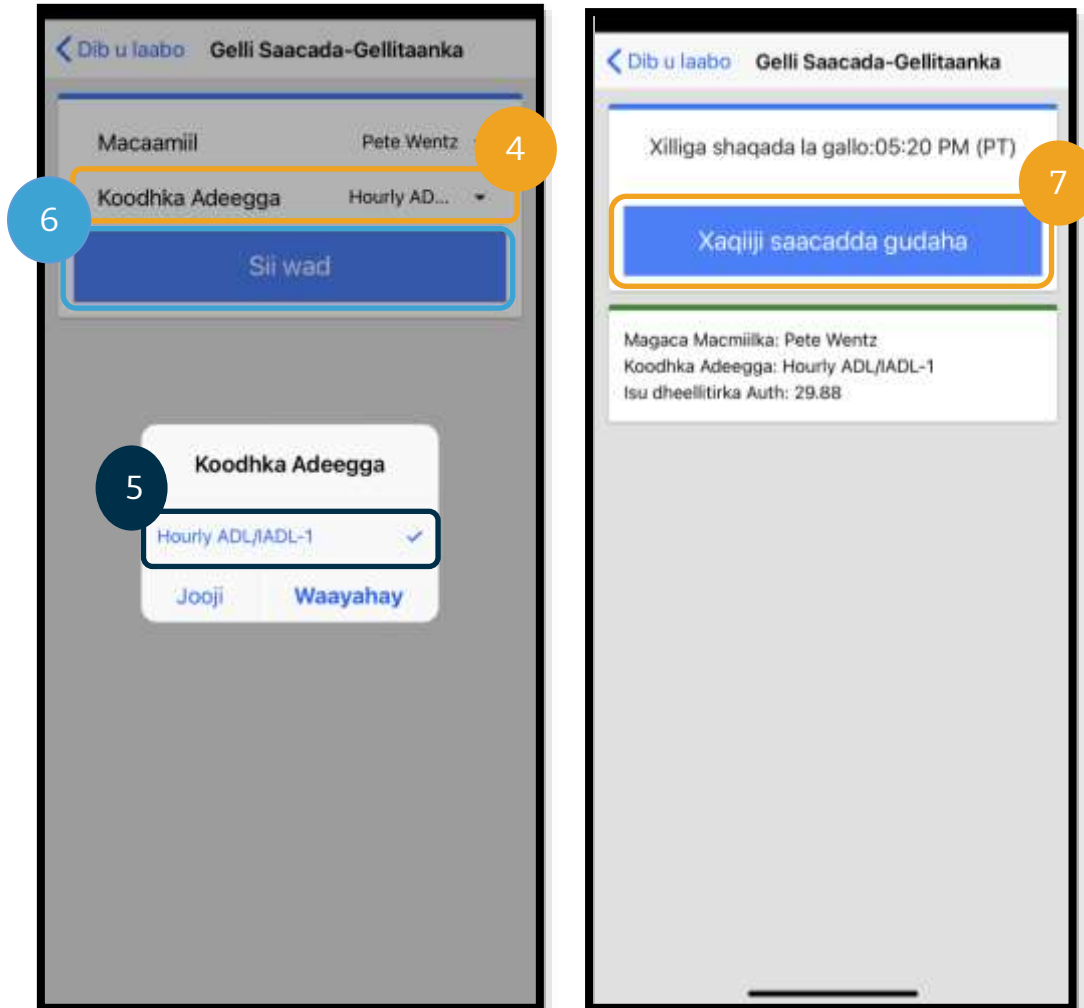 Dib u laabo Gelli Saacada-Gellitaanka
Macaamiil Pete Wentz
4
Koodhka Adeegga Hourly AD...
6
Sii wad
Koodhka Adeegga
5
Hourly ADL/IADL-1
Jooji Waayahay
Dib u laabo Gelli Saacada-Gellitaanka
Xilliga shaqada la gallo:05:20 PM (PT)
7
Xaqiiji saacadda gudaha
Magaca Macmiilka: Pete Wentz
Koodhka Adeegga: Hourly ADL/IADL-1
Isu dheellitirka Auth: 29.88